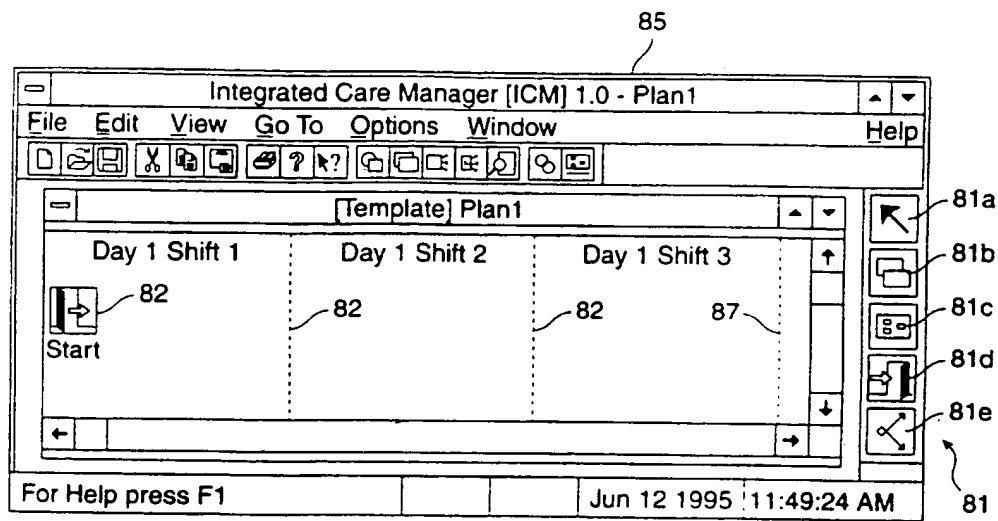 85
Integrated Care Manager [ICM] 1.0 - Plan1
File Edit View Go To Options Window Help
[Template] Plan1
Day 1 Shift 1 Day 1 Shift 2 Day 1 Shift 3
82 82 82 87
Start
81a
81b
81c
81d
81e
81
For Help press F1 Jun 12 1995 11:49:24 AM